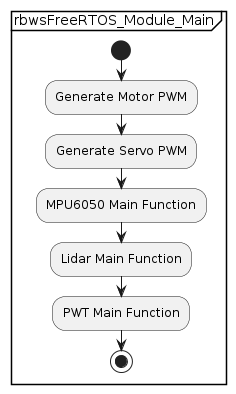 rbwsFreeRTOS_Module_Main
Generate Motor PWM
Generate Servo PWM
MPU6050 Main Function
Lidar Main Function
PWT Main Function